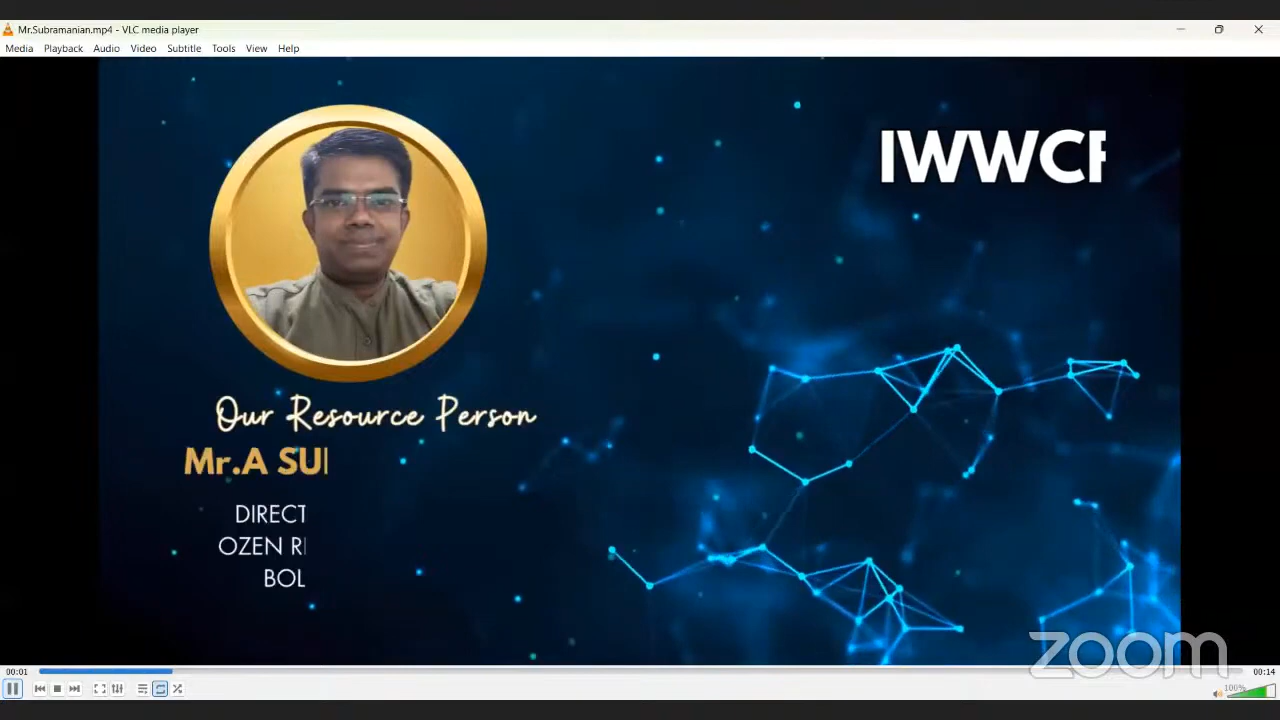 Mr.Subramanian.mp4 - VLC media player
Media Playback Audio Video Subtitle Tools View Help
IWWCF
Our Resource Person
Mr.A SU
DIRECT
OZEN R
BOL
zoom
00:01
00:14
100%